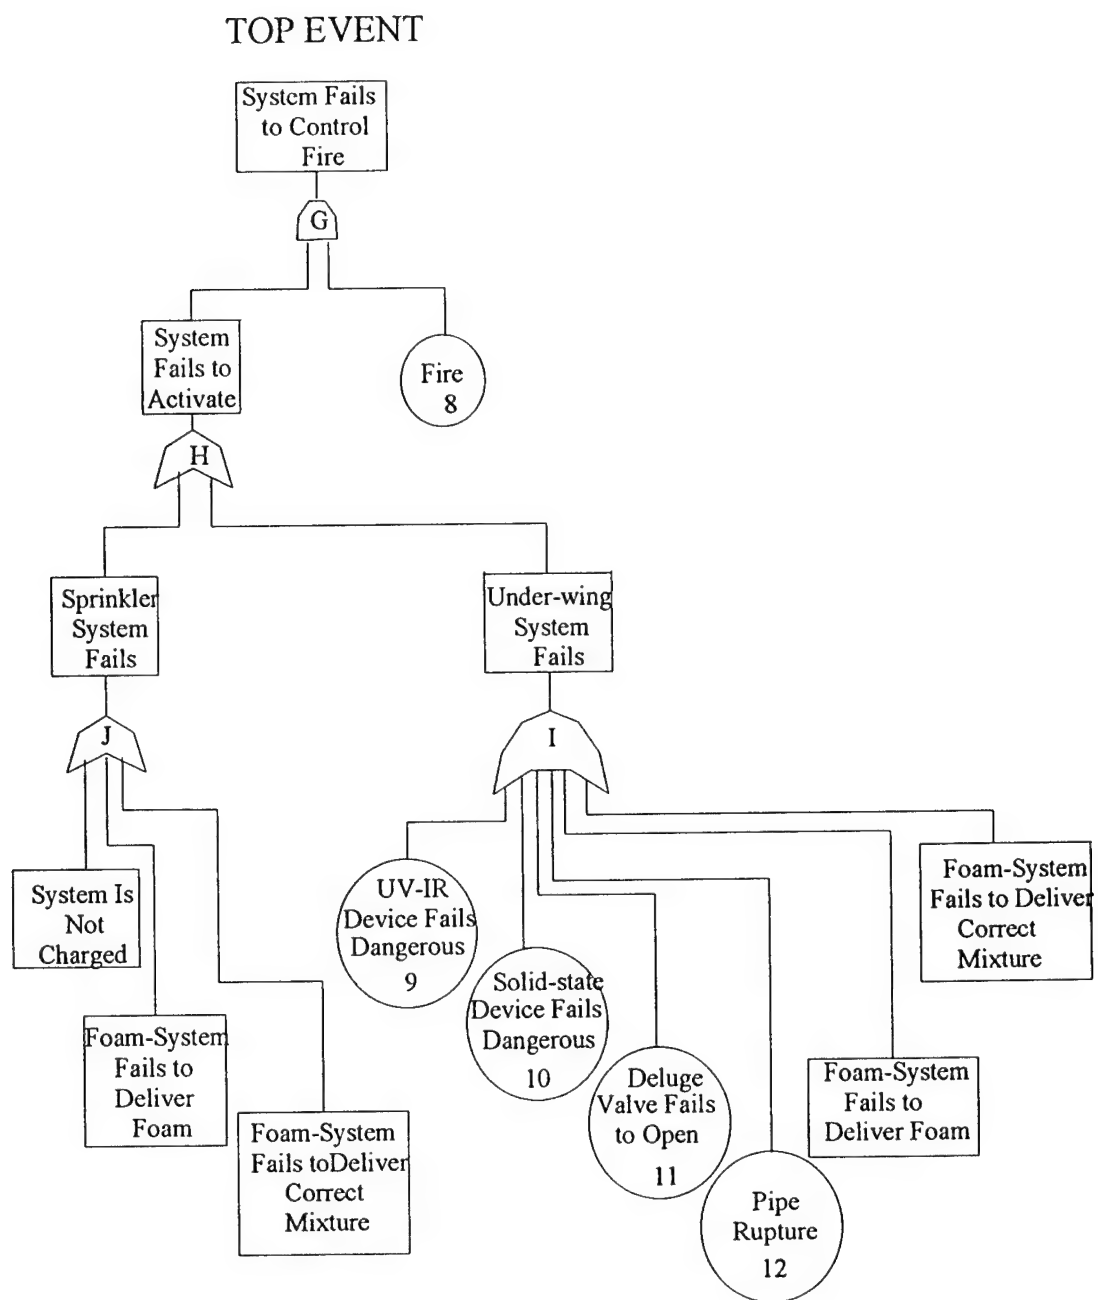 TOP EVENT
System Fails
to Control
Fire
G
System
Fails to
Activate
Fire
8
H
Sprinkler
System
Fails
Under-wing
System
Fails
J
I
System Is
Not
Charged
UV-IR
Device Fails
Dangerous
9
Foam-System
Fails to Deliver
Correct
Mixture
Solid-state
Device Fails
Dangerous
10
Foam-System
Fails to
Deliver
Foam
Deluge
Valve Fails
to Open
11
Foam-System
Fails to
Deliver Foam
Foam-System
Fails toDeliver
Correct
Mixture
Pipe
Rupture
12